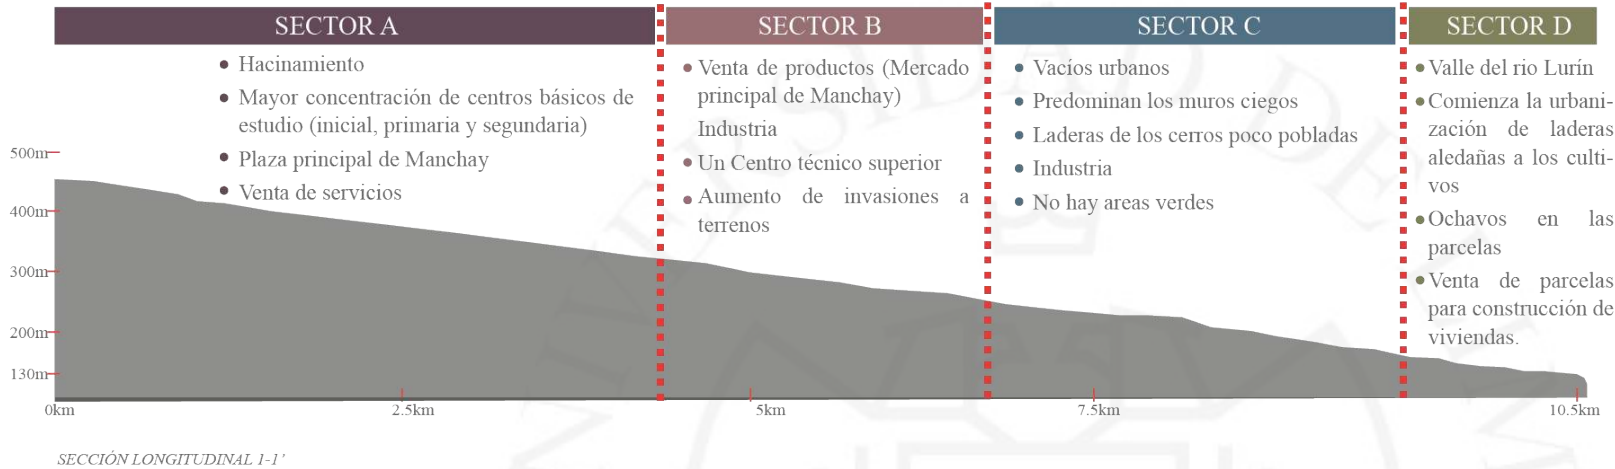 SECTOR A
Hacinamiento
Mayor concentración de centros básicos de
estudio (inicial, primaria y segundaria)
Plaza principal de Manchay
Venta de servicios
SECTOR B
Venta de productos (Mercado
principal de Manchay)
Industria
Un Centro técnico superior
Aumento de invasiones a
terrenos
SECTOR C
Vacíos urbanos
Predominan los muros ciegos
Laderas de los cerros poco pobladas
Industria
No hay areas verdes
SECTOR D
Valle del rio Lurín
Comienza la urbani-
zación de laderas
aledañas a los culti-
vos
Ochavos en las
parcelas
Venta de parcelas
para construcción de
viviendas.
500m
400m
300m
200m
130m
0km
2.5km
5km
7.5km
10.5km
SECCIÓN LONGITUDINAL 1-1'